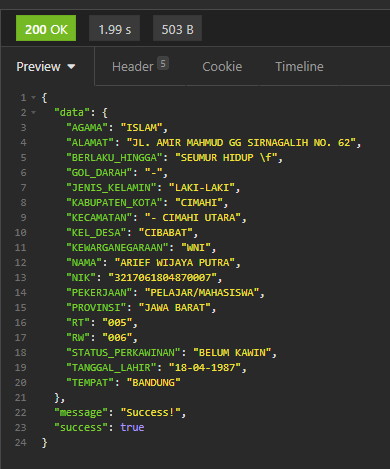 200 OK 1.99 s 503 B
Preview Header 5 Cookie Timeline
1 {
2 "data": {
3 "AGAMA": "ISLAM",
4 "ALAMAT": "JL. AMIR MAHMUD GG SIRNAGALIH NO. 62",
5 "BERLAKU_HINGGA": "SEUMUR HIDUP \f",
6 "GOL_DARAH": "-",
7 "JENIS_KELAMIN": "LAKI-LAKI",
8 "KABUPATEN_KOTA": "CIMAHI",
9 "KECAMATAN": "- CIMAHI UTARA",
10 "KEL_DESA": "CIBABAT",
11 "KEWARGANEGARAAN": "WNI",
12 "NAMA": "ARIEF WIJAYA PUTRA",
13 "NIK": "3217061804870007",
14 "PEKERJAAN": "PELAJAR/MAHASISWA",
15 "PROVINSI": "JAWA BARAT",
16 "RT": "005",
17 "RW": "006",
18 "STATUS_PERKAWINAN": "BELUM KAWIN",
19 "TANGGAL_LAHIR": "18-04-1987",
20 "TEMPAT": "BANDUNG"
21 },
22 "message": "Success!",
23 "success": true
24 }